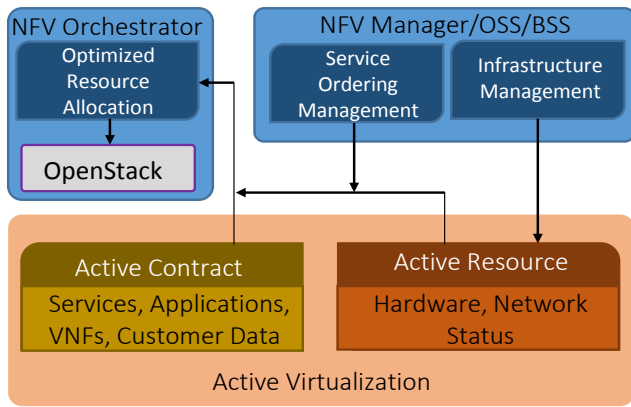 NFV Orchestrator
Optimized
Resource
Allocation
OpenStack
NFV Manager/OSS/BSS
Service
Ordering
Management
Infrastructure
Management
Active Contract
Services, Applications,
VNFs, Customer Data
Active Resource
Hardware, Network
Status
Active Virtualization